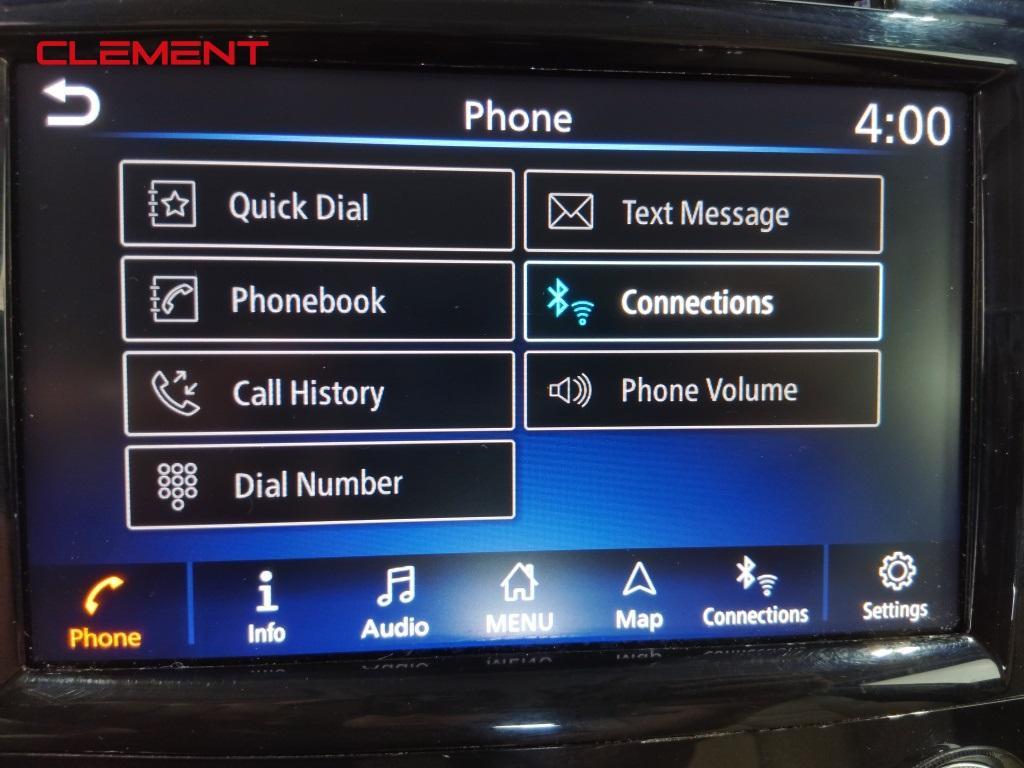 CLEMENT
Phone
4:00
Quick Dial
Text Message
Phonebook
Connections
Call History
Phone Volume
Dial Number
Phone
Info
Audio
MENU
Map
Connections
Settings